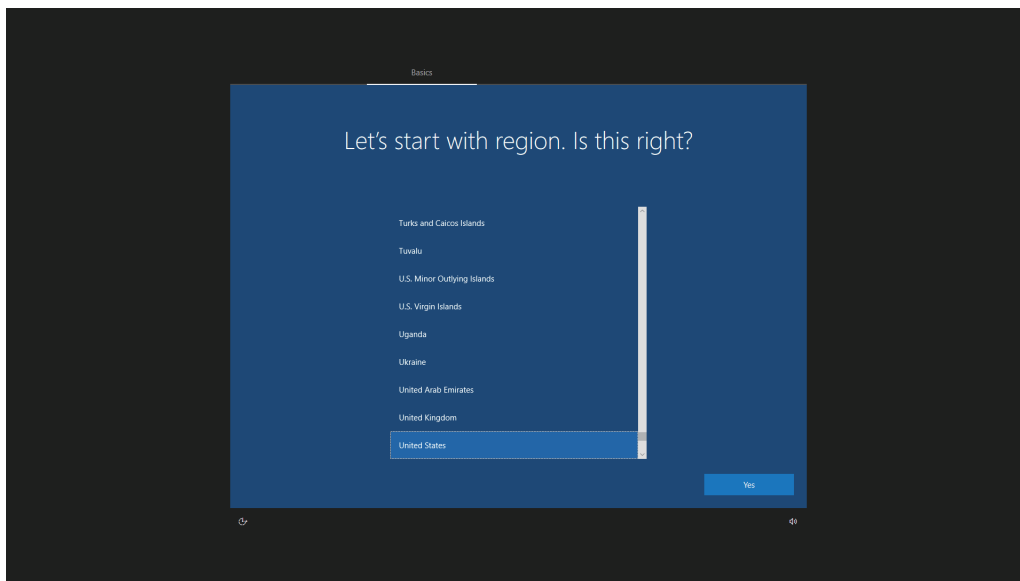 Basics
Let's start with region. Is this right?
Turks and Caicos Islands
Tuvalu
U.S. Minor Outlying Islands
U.S. Virgin Islands
Uganda
Ukraine
United Arab Emirates
United Kingdom
United States
Yes